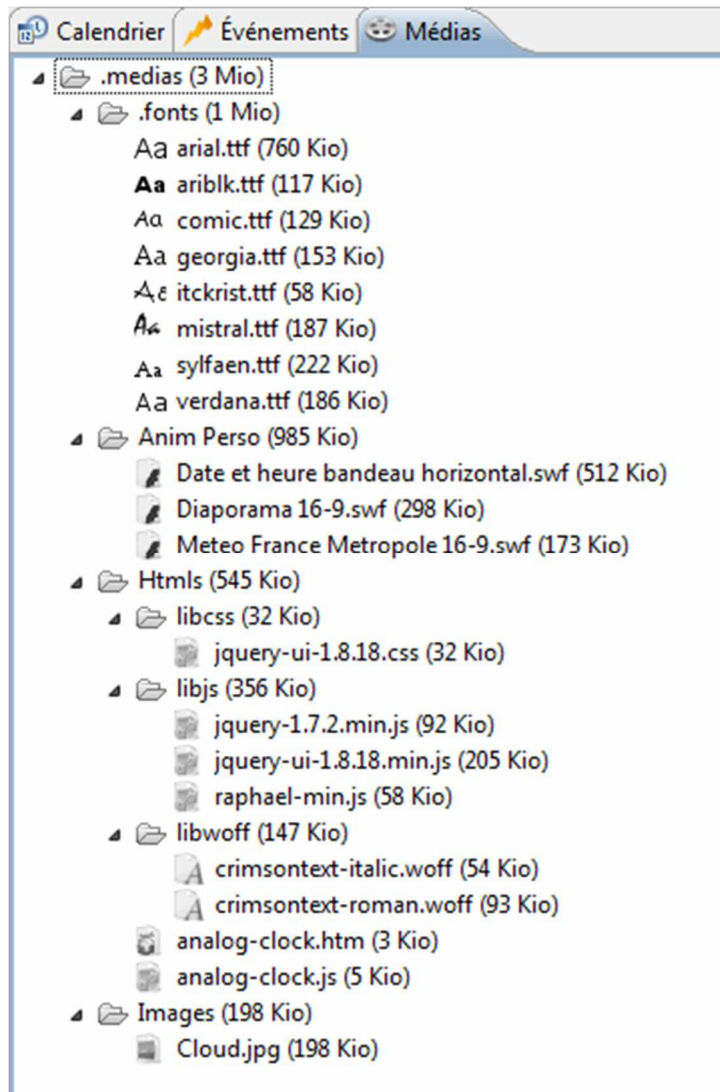 Calendrier Événements Médias
.medias (3 Mio)
.fonts (1 Mio)
Aa arial.ttf (760 Kio)
Aa ariblk.ttf (117 Kio)
Aa comic.ttf (129 Kio)
Aa georgia.ttf (153 Kio)
Aa itckrist.ttf (58 Kio)
Aa mistral.ttf (187 Kio)
Aa sylfaen.ttf (222 Kio)
Aa verdana.ttf (186 Kio)
Anim Perso (985 Kio)
Date et heure bandeau horizontal.swf (512 Kio)
Diaporama 16-9.swf (298 Kio)
Meteo France Metropole 16-9.swf (173 Kio)
Htmls (545 Kio)
libcss (32 Kio)
jquery-ui-1.8.18.css (32 Kio)
libjs (356 Kio)
jquery-1.7.2.min.js (92 Kio)
jquery-ui-1.8.18.min.js (205 Kio)
raphael-min.js (58 Kio)
libwoff (147 Kio)
crimsontext-italic.woff (54 Kio)
crimsontext-roman.woff (93 Kio)
analog-clock.htm (3 Kio)
analog-clock.js (5 Kio)
Images (198 Kio)
Cloud.jpg (198 Kio)